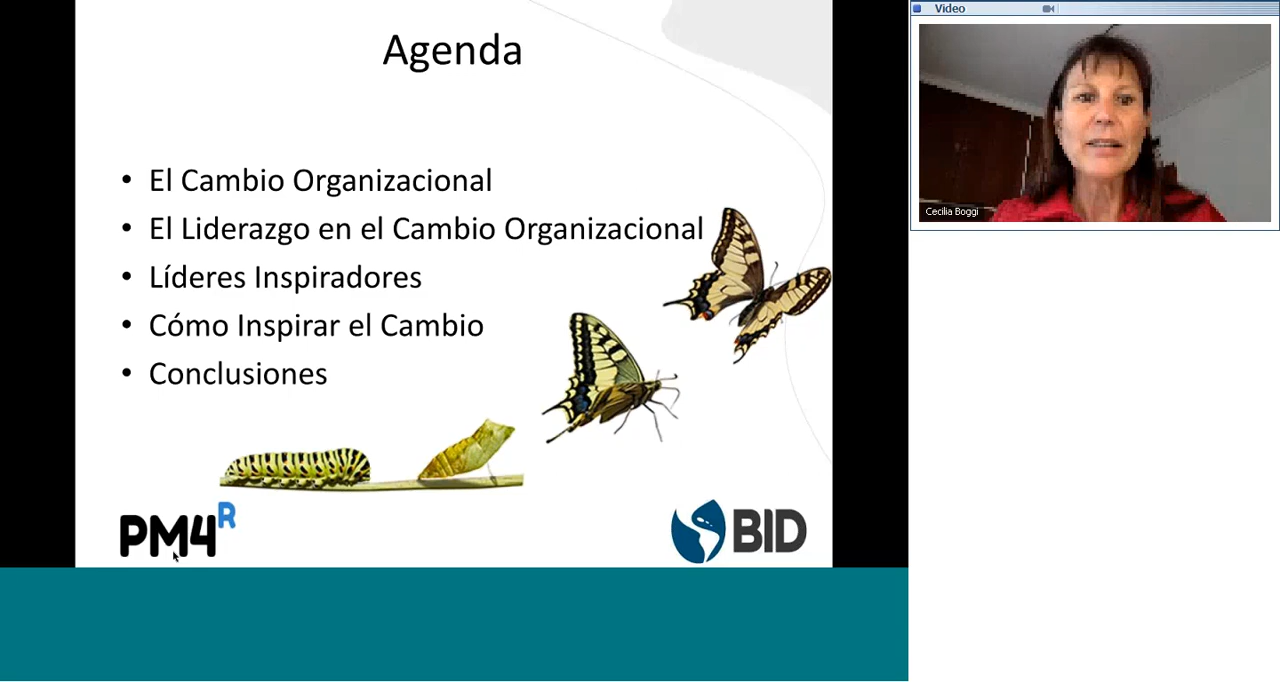 Agenda
• El Cambio Organizacional
• El Liderazgo en el Cambio Organizacional
• Líderes Inspiradores
• Cómo Inspirar el Cambio
• Conclusiones
PM4R
BID
Video
Cecilia Boggi